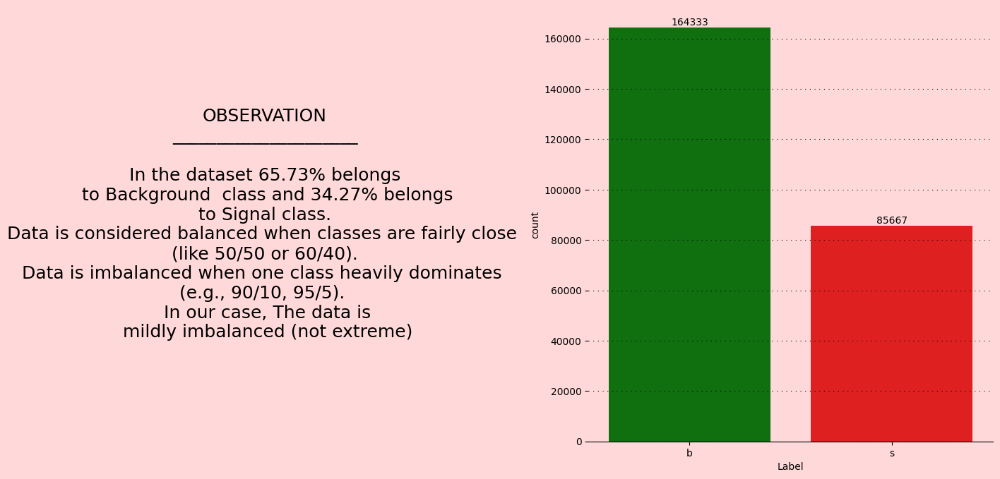 OBSERVATION
_____________________
In the dataset 65.73% belongs
to Background  class and 34.27% belongs
to Signal class.
Data is considered balanced when classes are fairly close
(like 50/50 or 60/40).
Data is imbalanced when one class heavily dominates
(e.g., 90/10, 95/5).
In our case, The data is
mildly imbalanced (not extreme)
count
160000
140000
120000
100000
80000
60000
40000
20000
0
164333
85667
b
s
Label